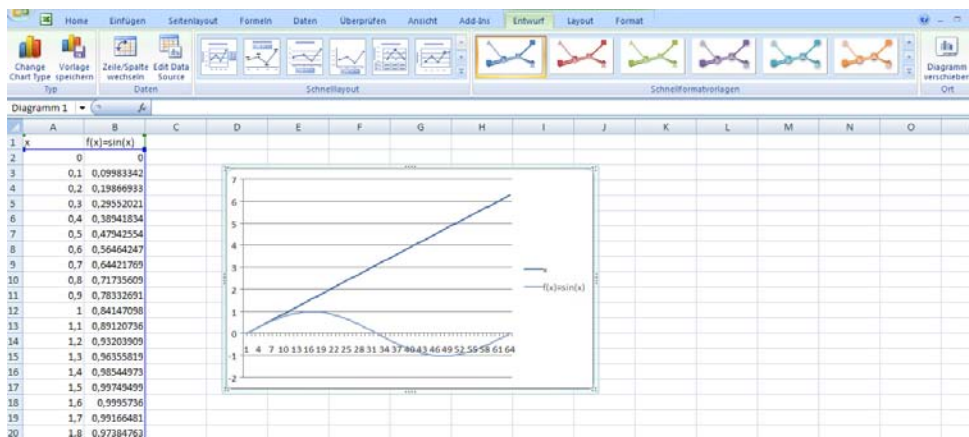 Home Einfügen Seitenlayout Formeln Daten Überprüfen Ansicht Add-Ins Entwurf Layout Format
Change Chart Type
Vorlage speichern
Zeile/Spalte wechseln
Edit Data Source
Diagramm verschieben
Typ Daten Schnelllayout Schnellformatvorlagen Ort
Diagramm 1 fx
A B C D E F G H I J K L M N O
1 x f(x)=sin(x)
2 0 0
3 0,1 0,09983342
4 0,2 0,19866933
5 0,3 0,29552021
6 0,4 0,38941834
7 0,5 0,47942554
8 0,6 0,56464247
9 0,7 0,64421769
10 0,8 0,71735609
11 0,9 0,78332691
12 1 0,84147098
13 1,1 0,89120736
14 1,2 0,93203909
15 1,3 0,96355819
16 1,4 0,98544973
17 1,5 0,99749499
18 1,6 0,9995736
19 1,7 0,99166481
20 1,8 0,97384763
7
6
5
4
3
2
1
0
-1
-2
1 4 7 10 13 16 19 22 25 28 31 34 37 40 43 46 49 52 55 58 61 64
x
f(x)=sin(x)